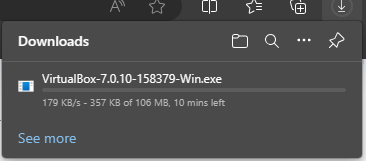 Downloads
VirtualBox-7.0.10-158379-Win.exe
179 KB/s - 357 KB of 106 MB, 10 mins left
See more